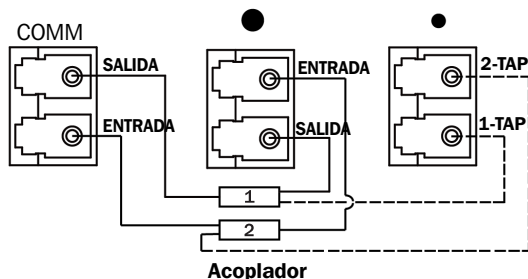 COMM
SALIDA
ENTRADA
2-TAP
ENTRADA
SALIDA
1-TAP
1
2
Acoplador